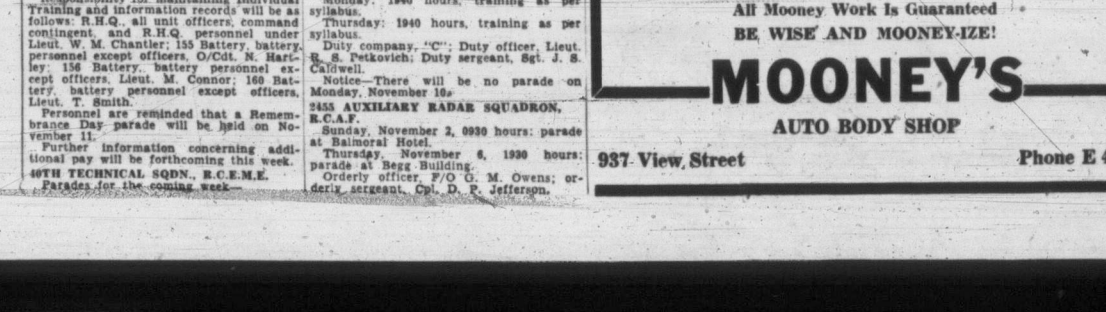 Responsibility for maintaining individual
Training and information records will be as
follows: R.H.Q., all unit officers, command
contingent, and R.H.Q. personnel under
Lieut. W. M. Chantler; 155 Battery, battery
personnel except officers, O/Cdt. N. Hart-
ley; 156 Battery, battery personnel ex-
cept officers, Lieut. M. Connor; 160 Bat-
tery, battery personnel except officers,
Lieut. T. Smith.
Personnel are reminded that a Remem-
brance Day parade will be held on No-
vember 11.
Further information concerning addi-
tional pay will be forthcoming this week.
40TH TECHNICAL SQDN., R.C.E.M.E.
Parades for the coming week—
Monday: 1940 hours, training as per
syllabus.
Thursday: 1940 hours, training as per
syllabus.
Duty company, "C"; Duty officer, Lieut.
R. S. Petkovich; Duty sergeant, Sgt. J. S.
Caldwell.
Notice—There will be no parade on
Monday, November 10.
2455 AUXILIARY RADAR SQUADRON,
R.C.A.F.
Sunday, November 2, 0930 hours: parade
at Balmoral Hotel.
Thursday, November 6, 1930 hours:
parade at Begg Building.
Orderly officer, F/O G. M. Owens; or-
derly sergeant, Cpl. D. P. Jefferson.
All Mooney Work Is Guaranteed
BE WISE AND MOONEY-IZE!
MOONEY'S
AUTO BODY SHOP
937 View Street
Phone E 4